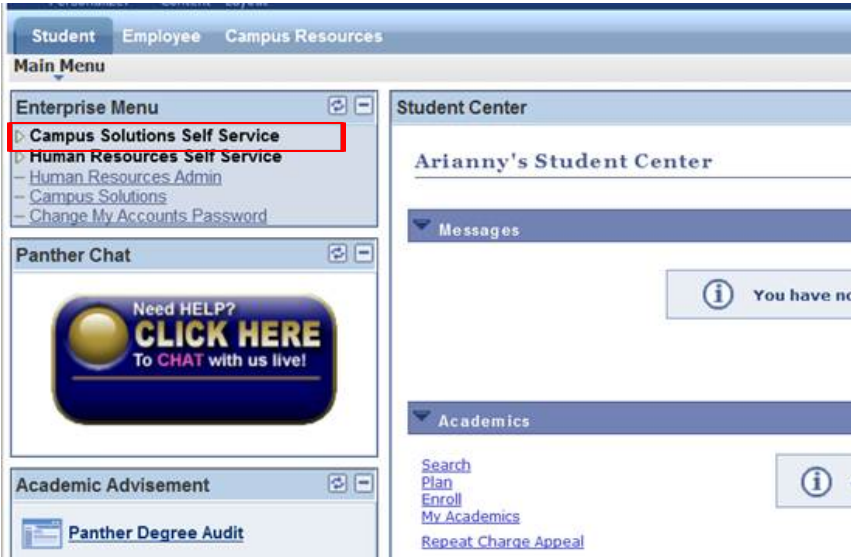 Personalize Content Layout
Student Employee Campus Resources
Main Menu
Enterprise Menu
Campus Solutions Self Service
Human Resources Self Service
Human Resources Admin
Campus Solutions
Change My Accounts Password
Panther Chat
Need HELP?
CLICK HERE
To CHAT with us live!
Academic Advisement
Panther Degree Audit
Student Center
Arianny's Student Center
Messages
You have no
Academics
Search
Plan
Enroll
My Academics
Repeat Charge Appeal